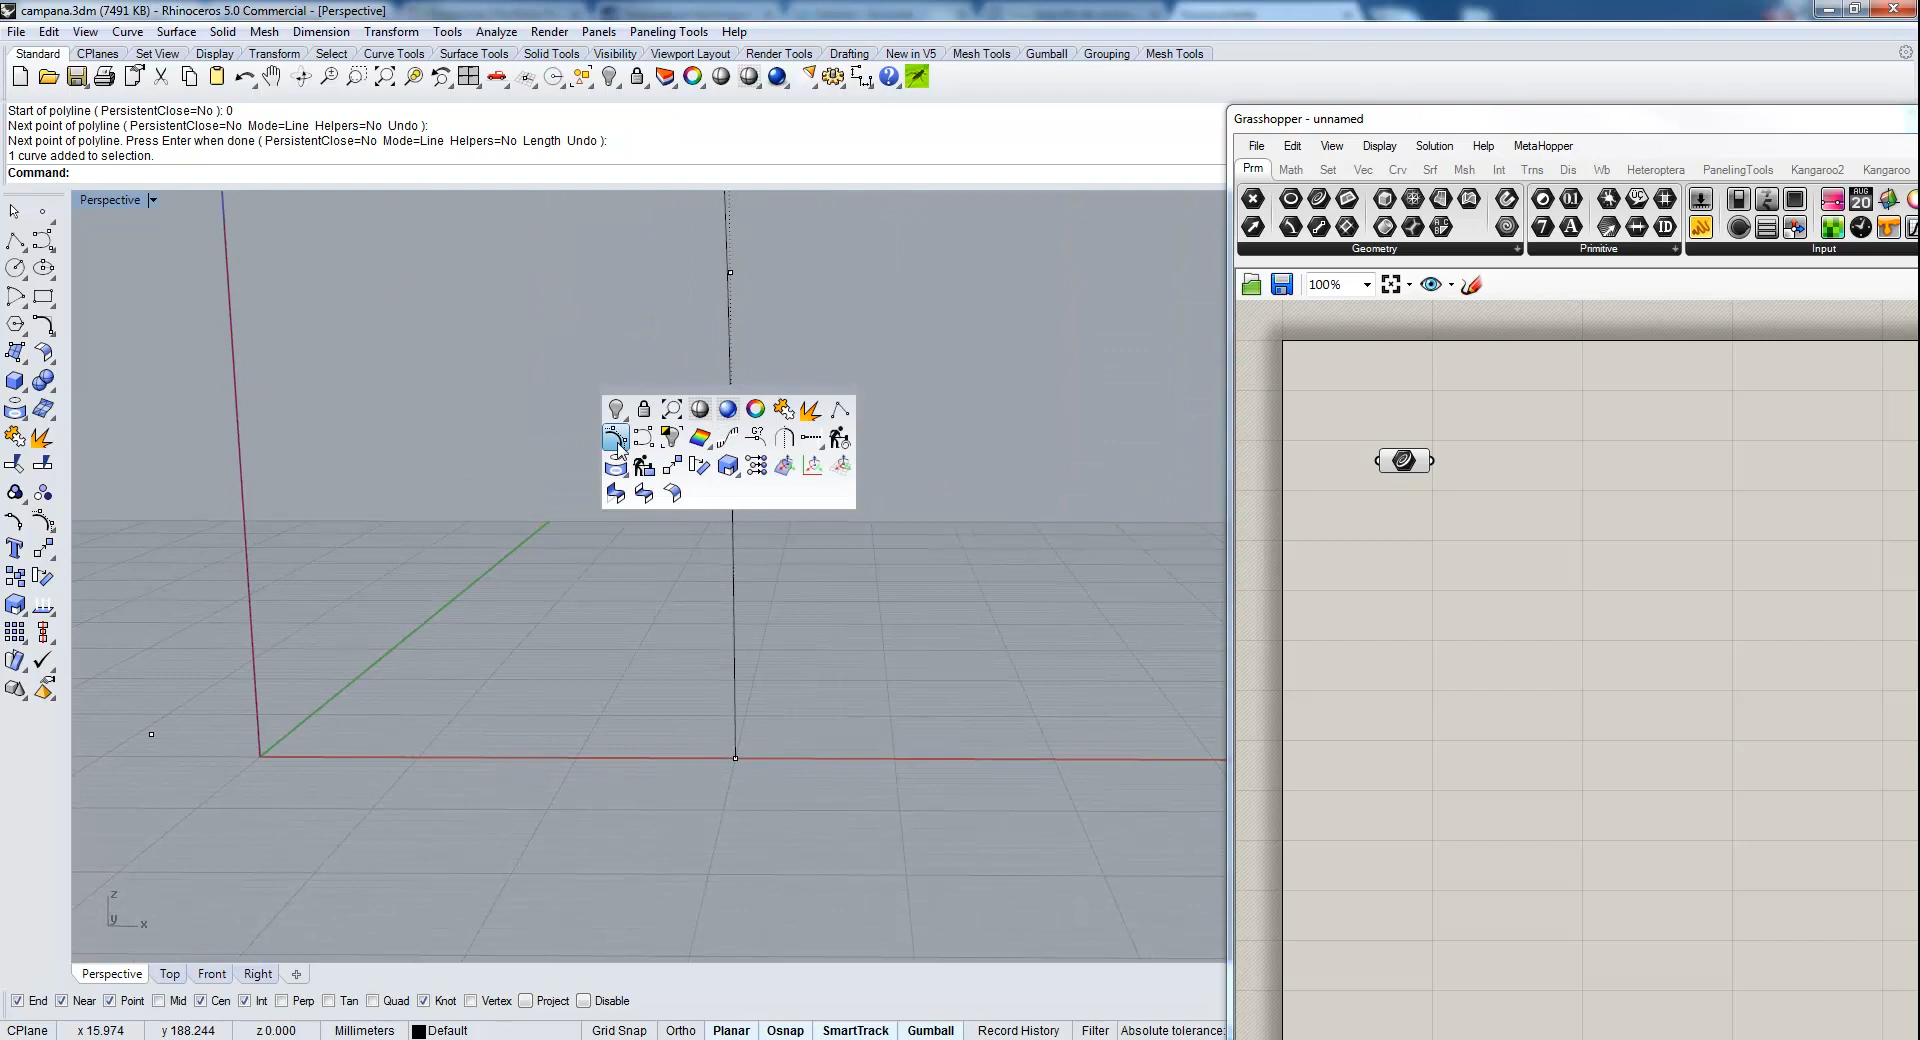 campana.3dm (7491 KB) - Rhinoceros 5.0 Commercial - [Perspective]
File Edit View Curve Surface Solid Mesh Dimension Transform Tools Analyze Render Panels Paneling Tools Help
Standard CPlanes Set View Display Transform Select Curve Tools Surface Tools Solid Tools Visibility Viewport Layout Render Tools Drafting New in V5 Mesh Tools Gumball Grouping Mesh Tools
Start of polyline ( PersistentClose=No ): 0
Next point of polyline ( PersistentClose=No Mode=Line Helpers=No Undo ):
Next point of polyline. Press Enter when done ( PersistentClose=No Mode=Line Helpers=No Length Undo ):
1 curve added to selection.
Command:
Perspective
Grasshopper - unnamed
File Edit View Display Solution Help MetaHopper
Prm Math Set Vec Crv Srf Msh Int Trns Dis Wb Heteroptera PanelingTools Kangaroo2 Kangaroo
Geometry Primitive Input
AUG
20
ID
100%
z
y x
Perspective Top Front Right
End Near Point Mid Cen Int Perp Tan Quad Knot Vertex Project Disable
CPlane x 15.974 y 188.244 z 0.000 Millimeters Default Grid Snap Ortho Planar Osnap SmartTrack Gumball Record History Filter Absolute tolerance: